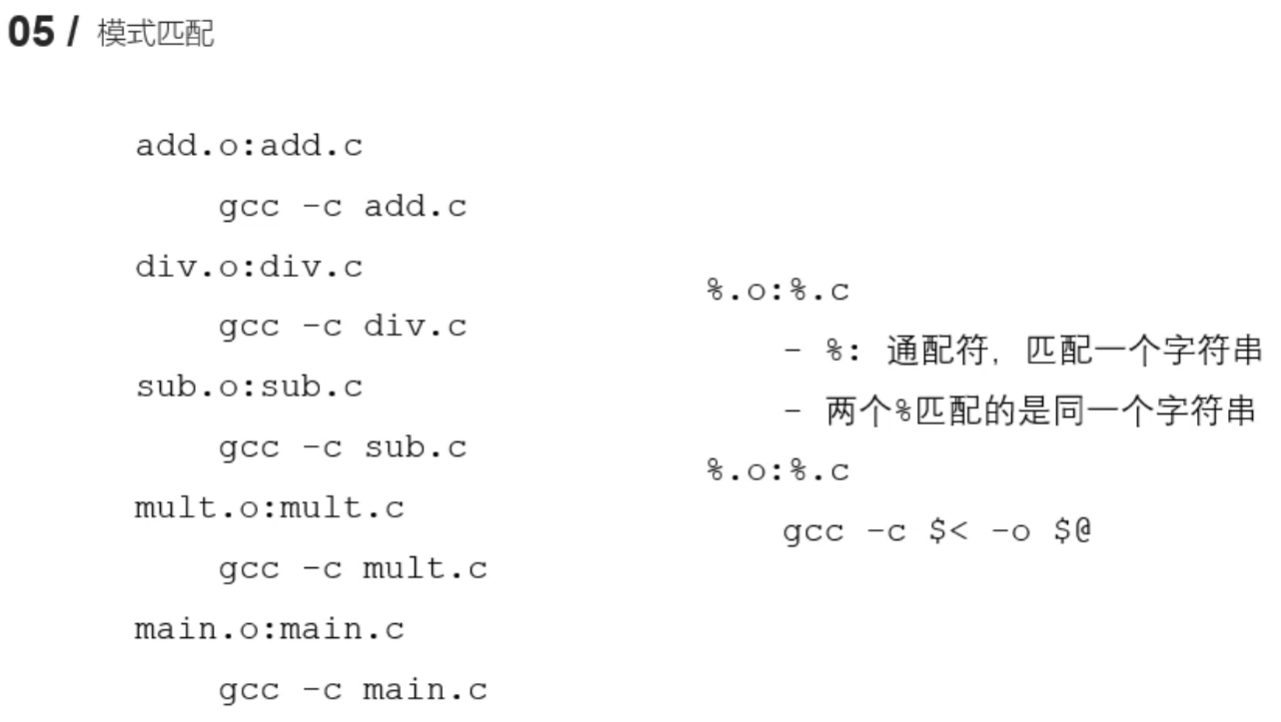 05 / 模式匹配
add.o:add.c
gcc -c add.c
div.o:div.c
gcc -c div.c
sub.o:sub.c
gcc -c sub.c
mult.o:mult.c
gcc -c mult.c
main.o:main.c
gcc -c main.c
%.o:%.c
- %: 通配符, 匹配一个字符串
- 两个%匹配的是同一个字符串
%.o:%.c
gcc -c $< -o $@